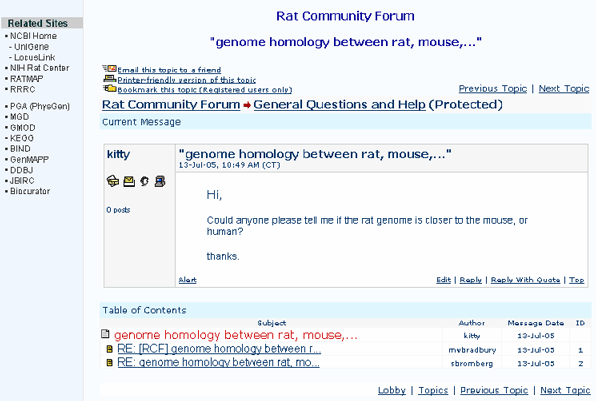 Related Sites
• NCBI Home
- UniGene
- LocusLink
• NIH Rat Center
• RATMAP
• RRRC
• PGA (PhysGen)
• MGD
• GMOD
• KEGG
• BIND
• GenMAPP
• DDBJ
• JBIRC
• Biocurator
Rat Community Forum
"genome homology between rat, mouse,..."
Email this topic to a friend
Printer-friendly version of this topic
Bookmark this topic (Registered users only)
Previous Topic | Next Topic
Rat Community Forum General Questions and Help (Protected)
Current Message
kitty
0 posts
"genome homology between rat, mouse,..."
13-Jul-05, 10:49 AM (CT)
Hi,
Could anyone please tell me if the rat genome is closer to the mouse, or
human?
thanks.
Alert
Edit | Reply | Reply With Quote | Top
Table of Contents
Subject Author Message Date ID
genome homology between rat, mouse,... kitty 13-Jul-05
RE: [RCF] genome homology between r... mvbradbury 13-Jul-05 1
RE: genome homology between rat, mo... sbromberg 13-Jul-05 2
Lobby | Topics | Previous Topic | Next Topic